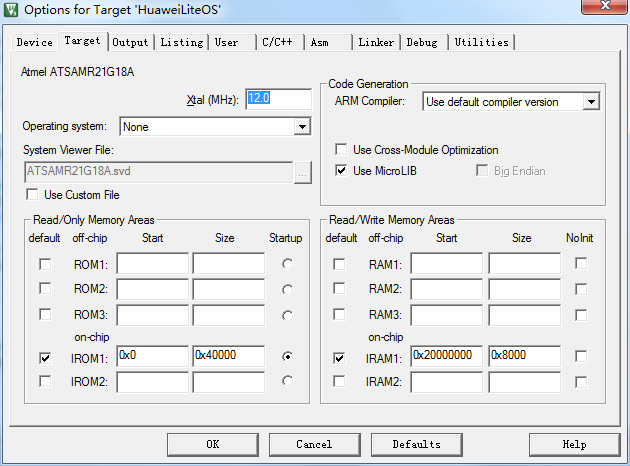 Options for Target 'HuaweiLiteOS'
Device Target Output Listing User C/C++ Asm Linker Debug Utilities
Atmel ATSAMR21G18A
Xtal (MHz): 12.0
Operating system: None
System Viewer File:
ATSAMR21G18A.svd ...
Use Custom File
Code Generation
ARM Compiler: Use default compiler version
Use Cross-Module Optimization
Use MicroLIB Big Endian
Read/Only Memory Areas
default off-chip Start Size Startup
ROM1:
ROM2:
ROM3:
on-chip
IROM1: 0x0 0x40000
IROM2:
Read/Write Memory Areas
default off-chip Start Size NoInit
RAM1:
RAM2:
RAM3:
on-chip
IRAM1: 0x20000000 0x8000
IRAM2:
OK Cancel Defaults Help